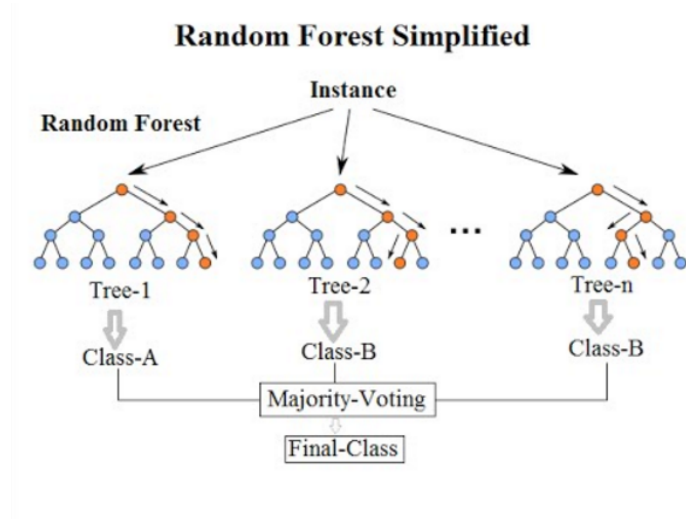 Random Forest Simplified
Instance
Random Forest
...
Tree-1
Tree-2
Tree-n
Class-A
Class-B
Class-B
Majority-Voting
Final-Class